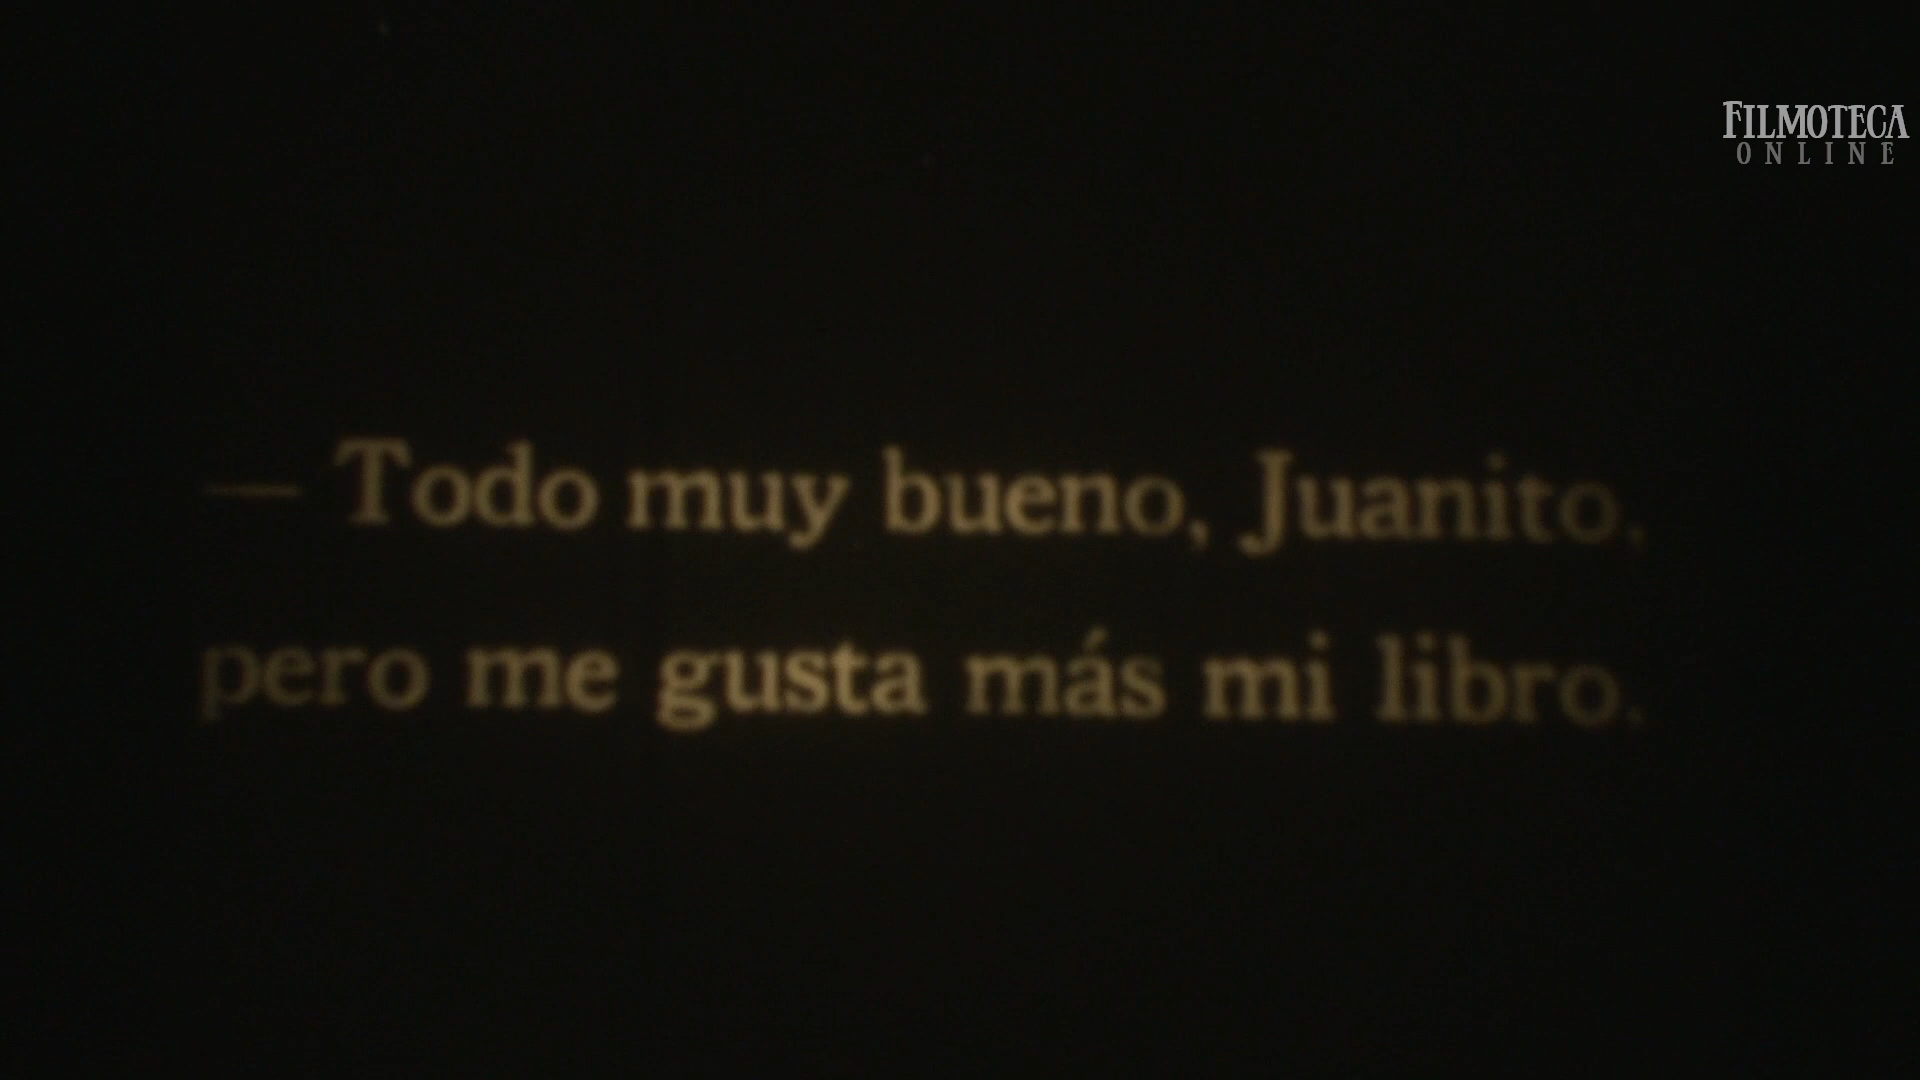 FILMOTECA
ONLINE
— Todo muy bueno, Juanito,
pero me gusta más mi libro.